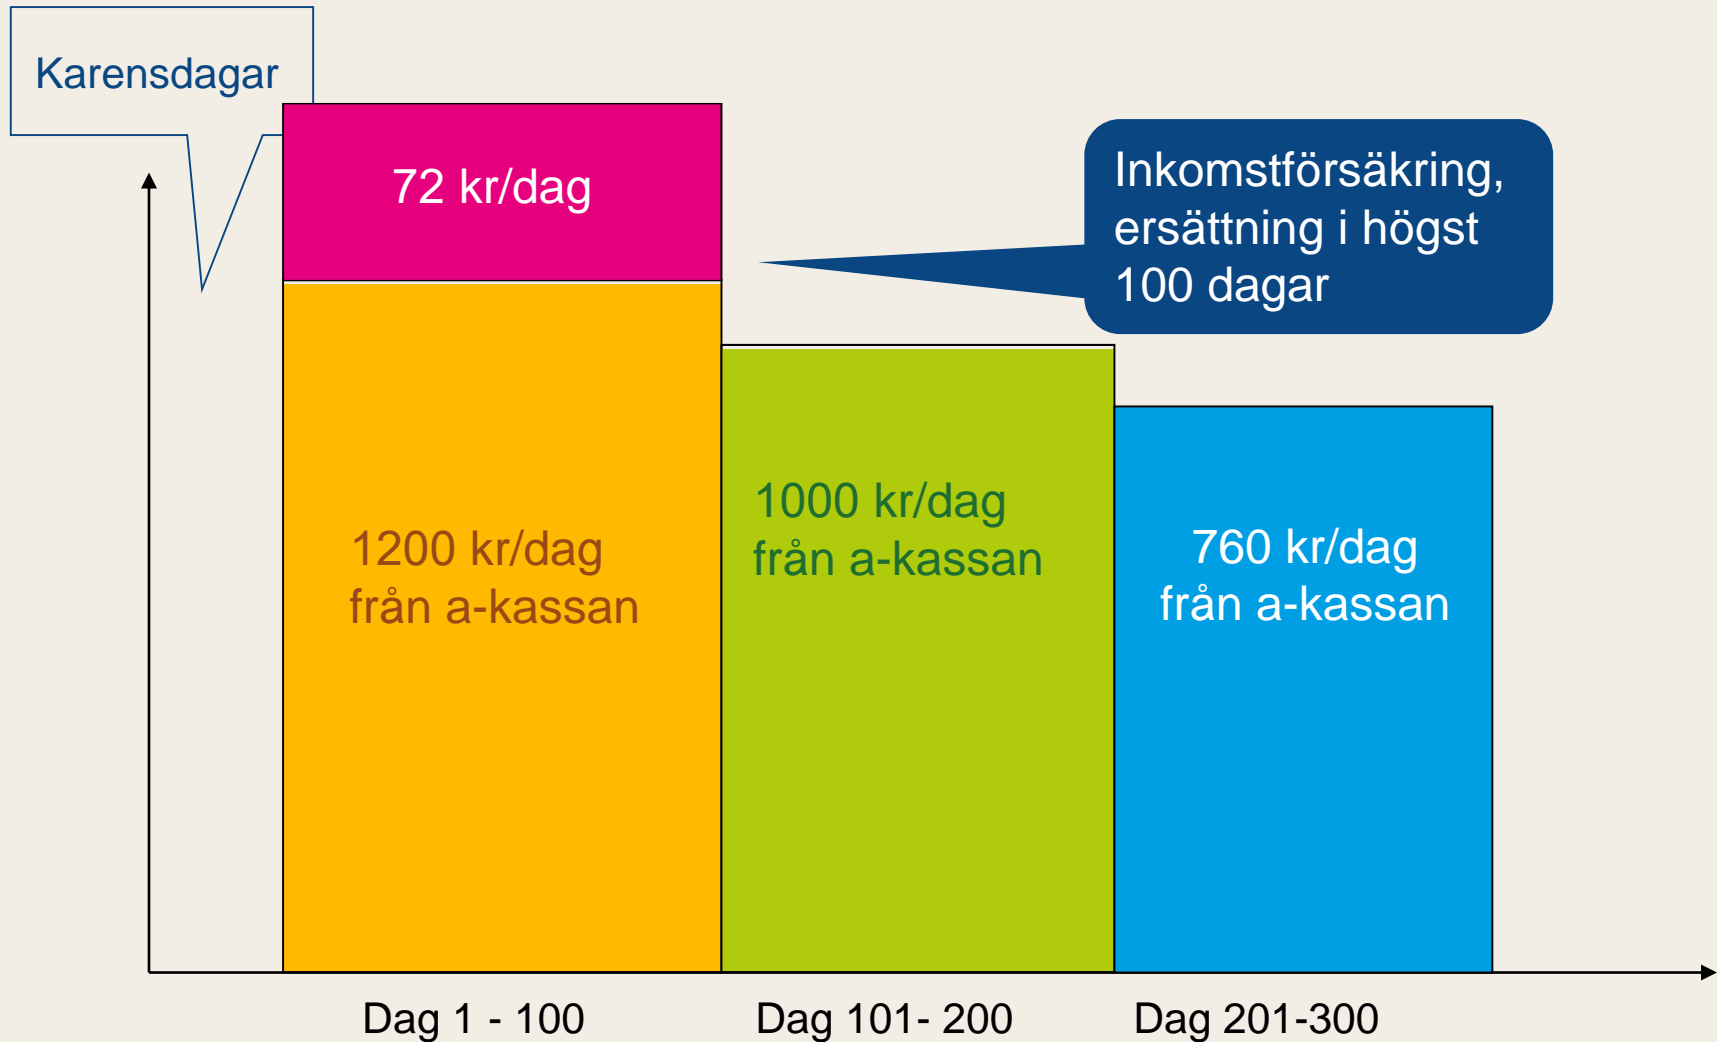 Karensdagar
72 kr/dag
Inkomstförsäkring,
ersättning i högst
100 dagar
1200 kr/dag
från a-kassan
1000 kr/dag
från a-kassan
760 kr/dag
från a-kassan
Dag 1 - 100
Dag 101- 200
Dag 201-300